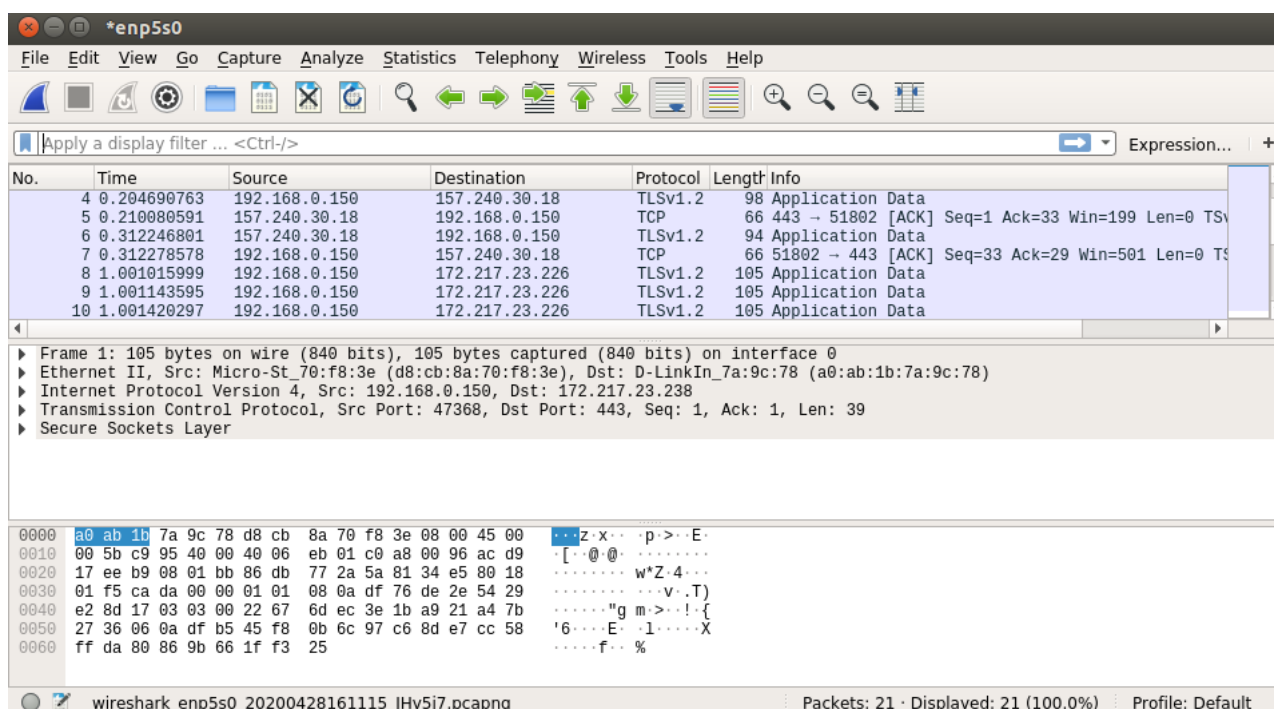 *enp5s0
File Edit View Go Capture Analyze Statistics Telephony Wireless Tools Help
Apply a display filter ... <Ctrl-/> Expression... +
No. Time Source Destination Protocol Length Info
4 0.204690763 192.168.0.150 157.240.30.18 TLSv1.2 98 Application Data
5 0.210080591 157.240.30.18 192.168.0.150 TCP 66 443 → 51802 [ACK] Seq=1 Ack=33 Win=199 Len=0 TSv
6 0.312246801 157.240.30.18 192.168.0.150 TLSv1.2 94 Application Data
7 0.312278578 192.168.0.150 157.240.30.18 TCP 66 51802 → 443 [ACK] Seq=33 Ack=29 Win=501 Len=0 TS
8 1.001015999 192.168.0.150 172.217.23.226 TLSv1.2 105 Application Data
9 1.001143595 192.168.0.150 172.217.23.226 TLSv1.2 105 Application Data
10 1.001420297 192.168.0.150 172.217.23.226 TLSv1.2 105 Application Data
Frame 1: 105 bytes on wire (840 bits), 105 bytes captured (840 bits) on interface 0
Ethernet II, Src: Micro-St_70:f8:3e (d8:cb:8a:70:f8:3e), Dst: D-LinkIn_7a:9c:78 (a0:ab:1b:7a:9c:78)
Internet Protocol Version 4, Src: 192.168.0.150, Dst: 172.217.23.238
Transmission Control Protocol, Src Port: 47368, Dst Port: 443, Seq: 1, Ack: 1, Len: 39
Secure Sockets Layer
0000 a0 ab 1b 7a 9c 78 d8 cb 8a 70 f8 3e 08 00 45 00 ···z·x·· ·p·>··E·
0010 00 5b c9 95 40 00 40 06 eb 01 c0 a8 00 96 ac d9 ·[··@·@· ········
0020 17 ee b9 08 01 bb 86 db 77 2a 5a 81 34 e5 80 18 ········ w*Z·4···
0030 01 f5 ca da 00 00 01 01 08 0a df 76 de 2e 54 29 ········ ···v·.T)
0040 e2 8d 17 03 03 00 22 67 6d ec 3e 1b a9 21 a4 7b ······"g m·>··!·{
0050 27 36 06 0a df b5 45 f8 0b 6c 97 c6 8d e7 cc 58 '6····E· ·l·····X
0060 ff da 80 86 9b 66 1f f3 25 ·····f·· %
wireshark_enp5s0_20200428161115_IHv5i7.pcapng Packets: 21 · Displayed: 21 (100.0%) Profile: Default